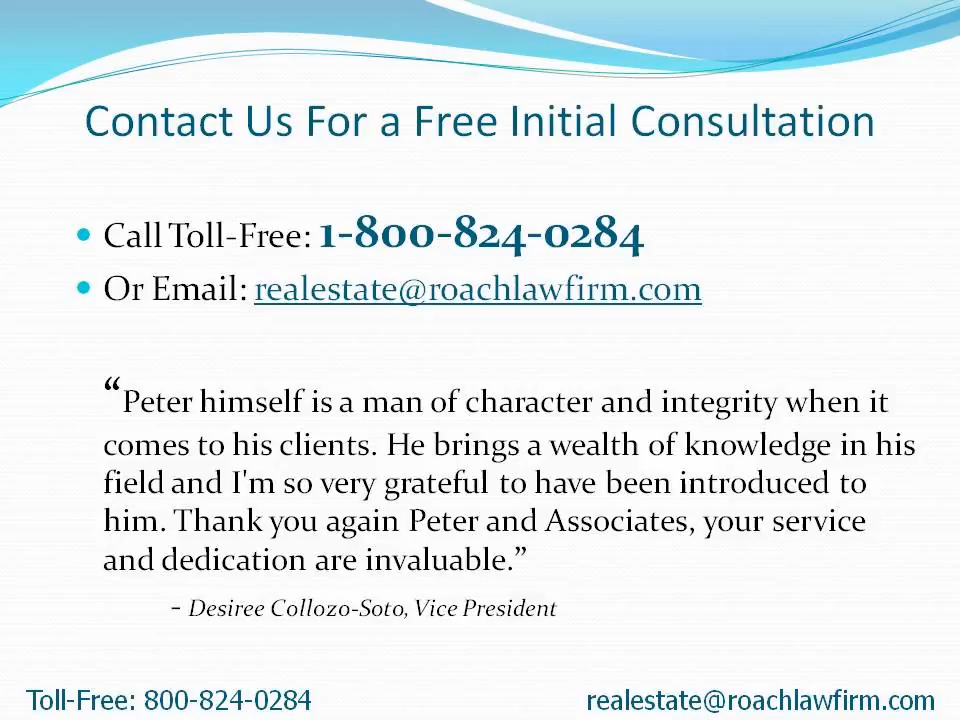 Contact Us For a Free Initial Consultation
• Call Toll-Free: 1-800-824-0284
• Or Email: realestate@roachlawfirm.com
“Peter himself is a man of character and integrity when it
comes to his clients. He brings a wealth of knowledge in his
field and I'm so very grateful to have been introduced to
him. Thank you again Peter and Associates, your service
and dedication are invaluable.”
- Desiree Collozo-Soto, Vice President
Toll-Free: 800-824-0284
realestate@roachlawfirm.com